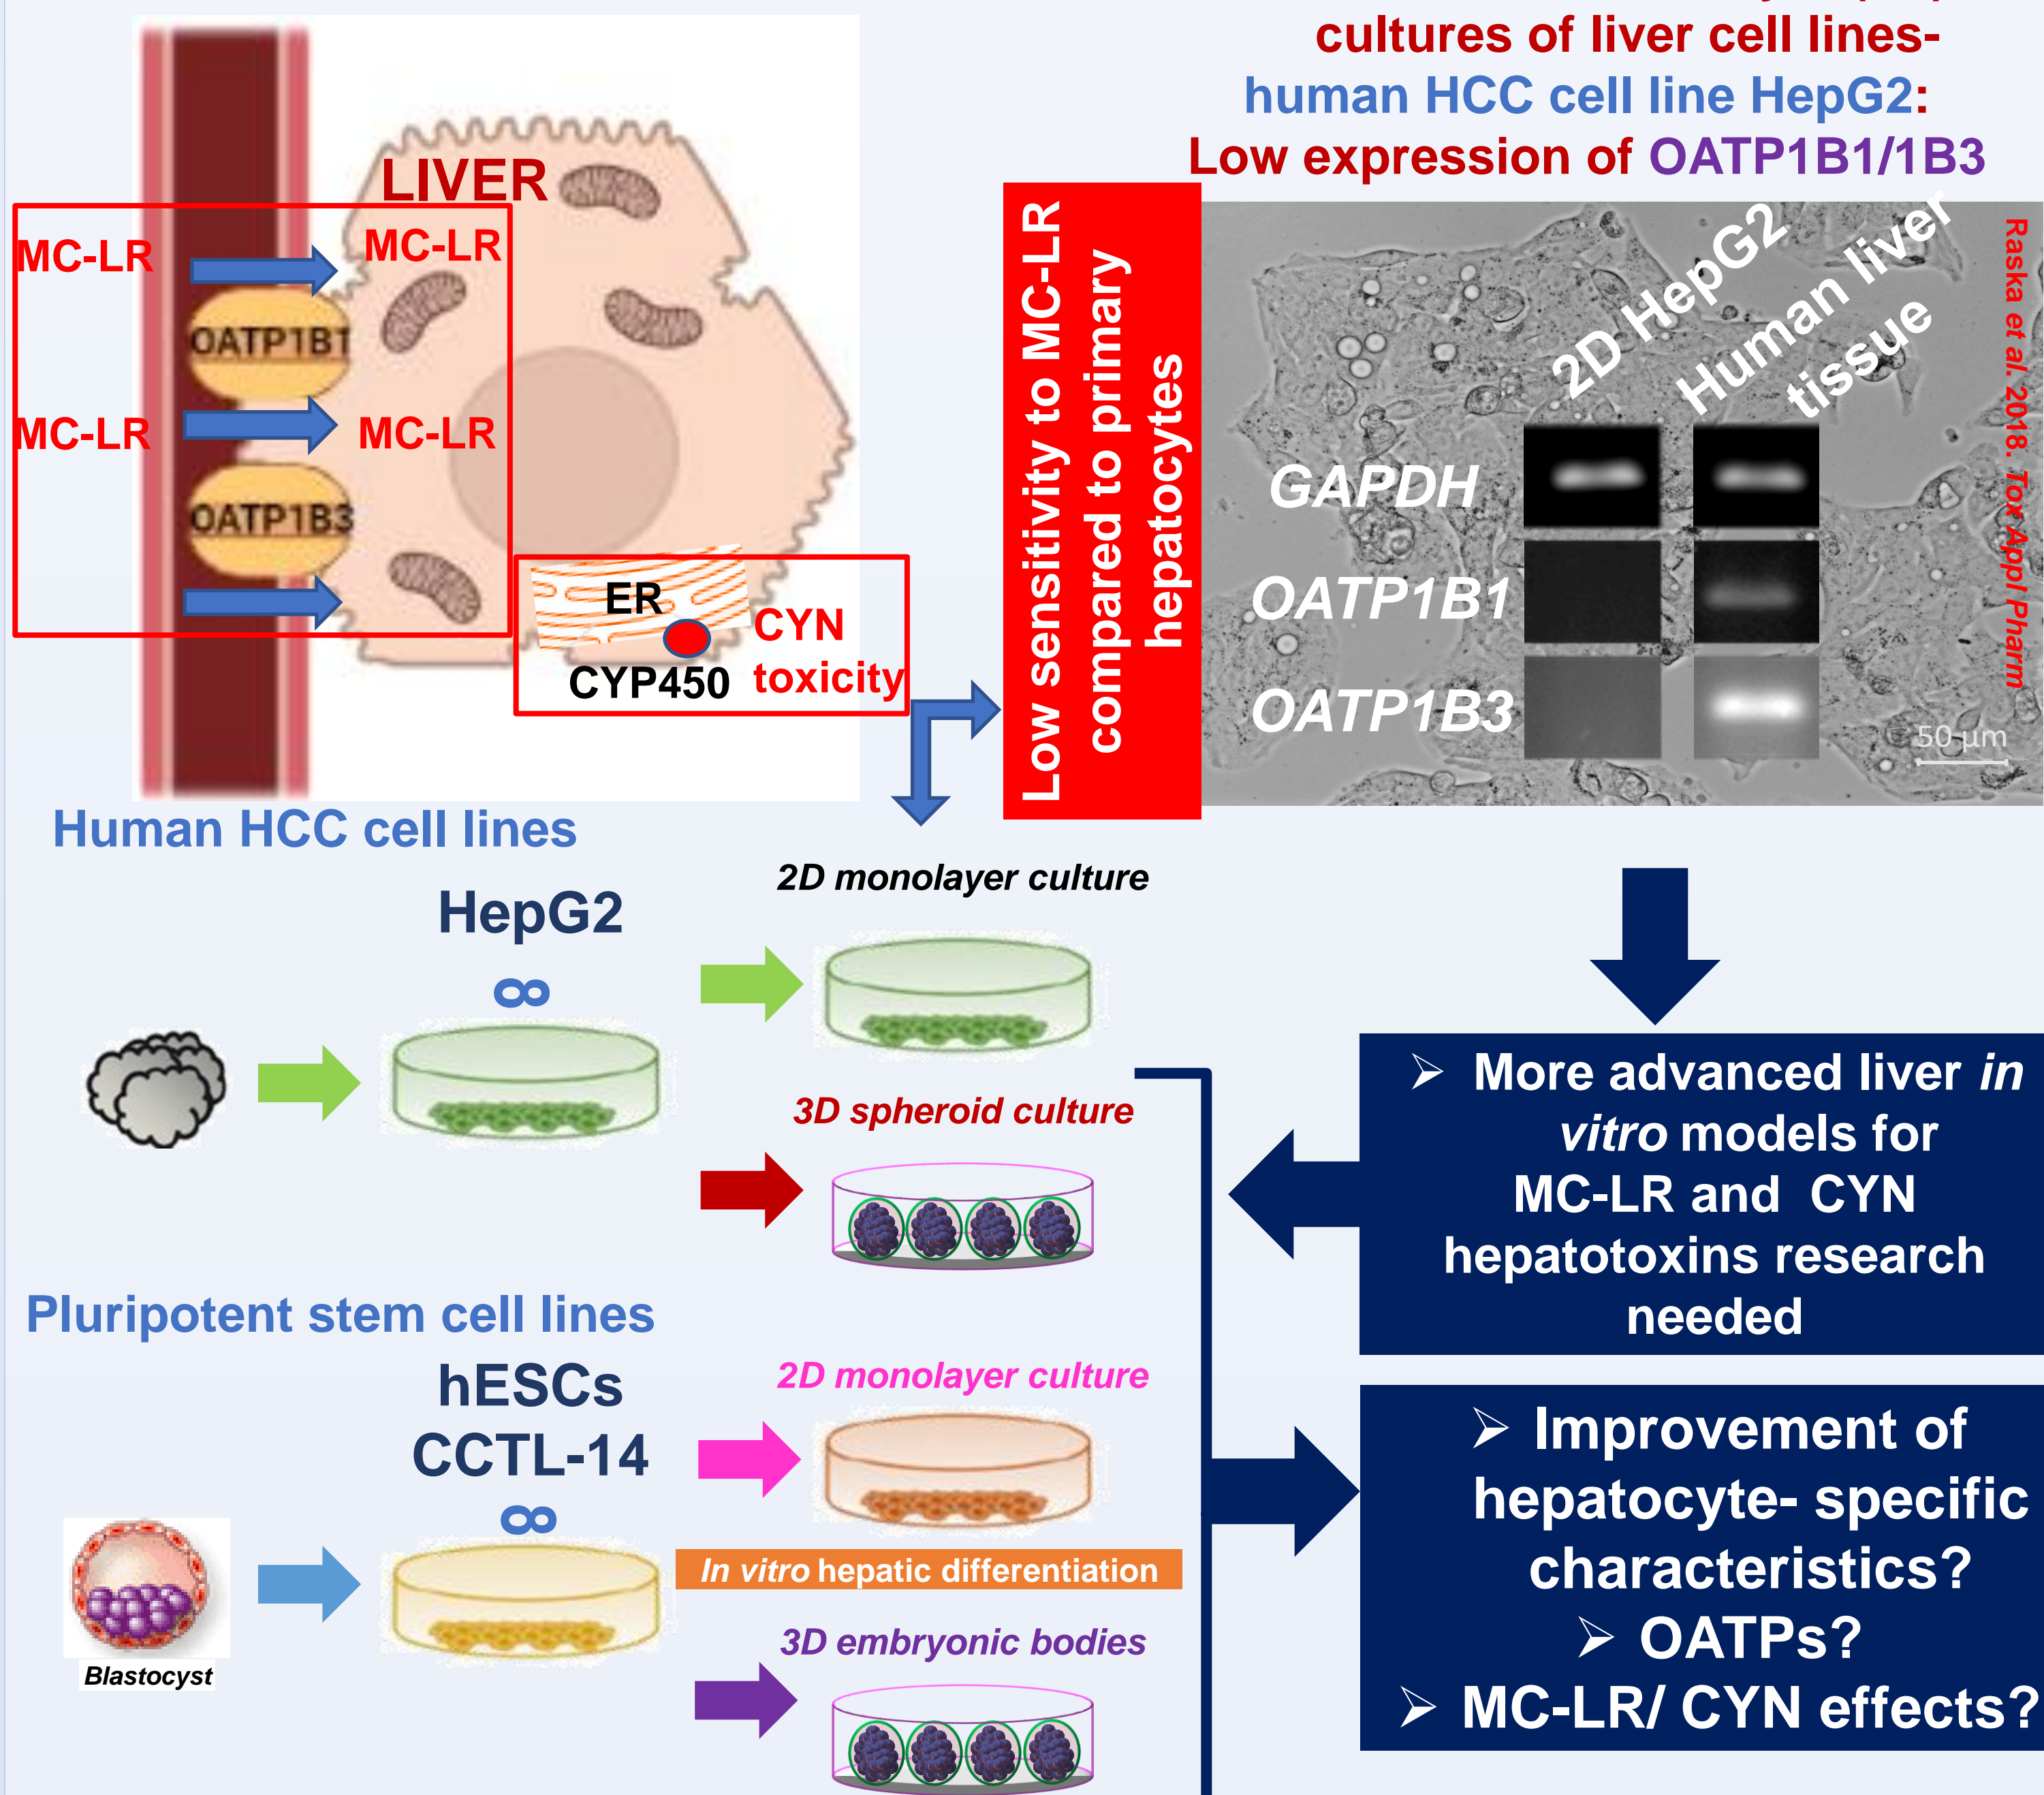 cultures of liver cell lines-
human HCC cell line HepG2:
Low expression of OATP1B1/1B3
LIVER
MC-LR
MC-LR
OATP1B1
MC-LR
MC-LR
OATP1B3
ER
CYN
toxicity
CYP450
Low sensitivity to MC-LR
compared to primary
hepatocytes
2D HepG2
Human liver
tissue
GAPDH
OATP1B1
OATP1B3
50 µm
Raska et al. 2018. Tox Appl Pharm
Human HCC cell lines
HepG2
∞
2D monolayer culture
3D spheroid culture
➢ More advanced liver in
vitro models for
MC-LR and CYN
hepatotoxins research
needed
Pluripotent stem cell lines
hESCs
CCTL-14
∞
Blastocyst
2D monolayer culture
In vitro hepatic differentiation
3D embryonic bodies
➢ Improvement of
hepatocyte- specific
characteristics?
➢ OATPs?
➢ MC-LR/ CYN effects?